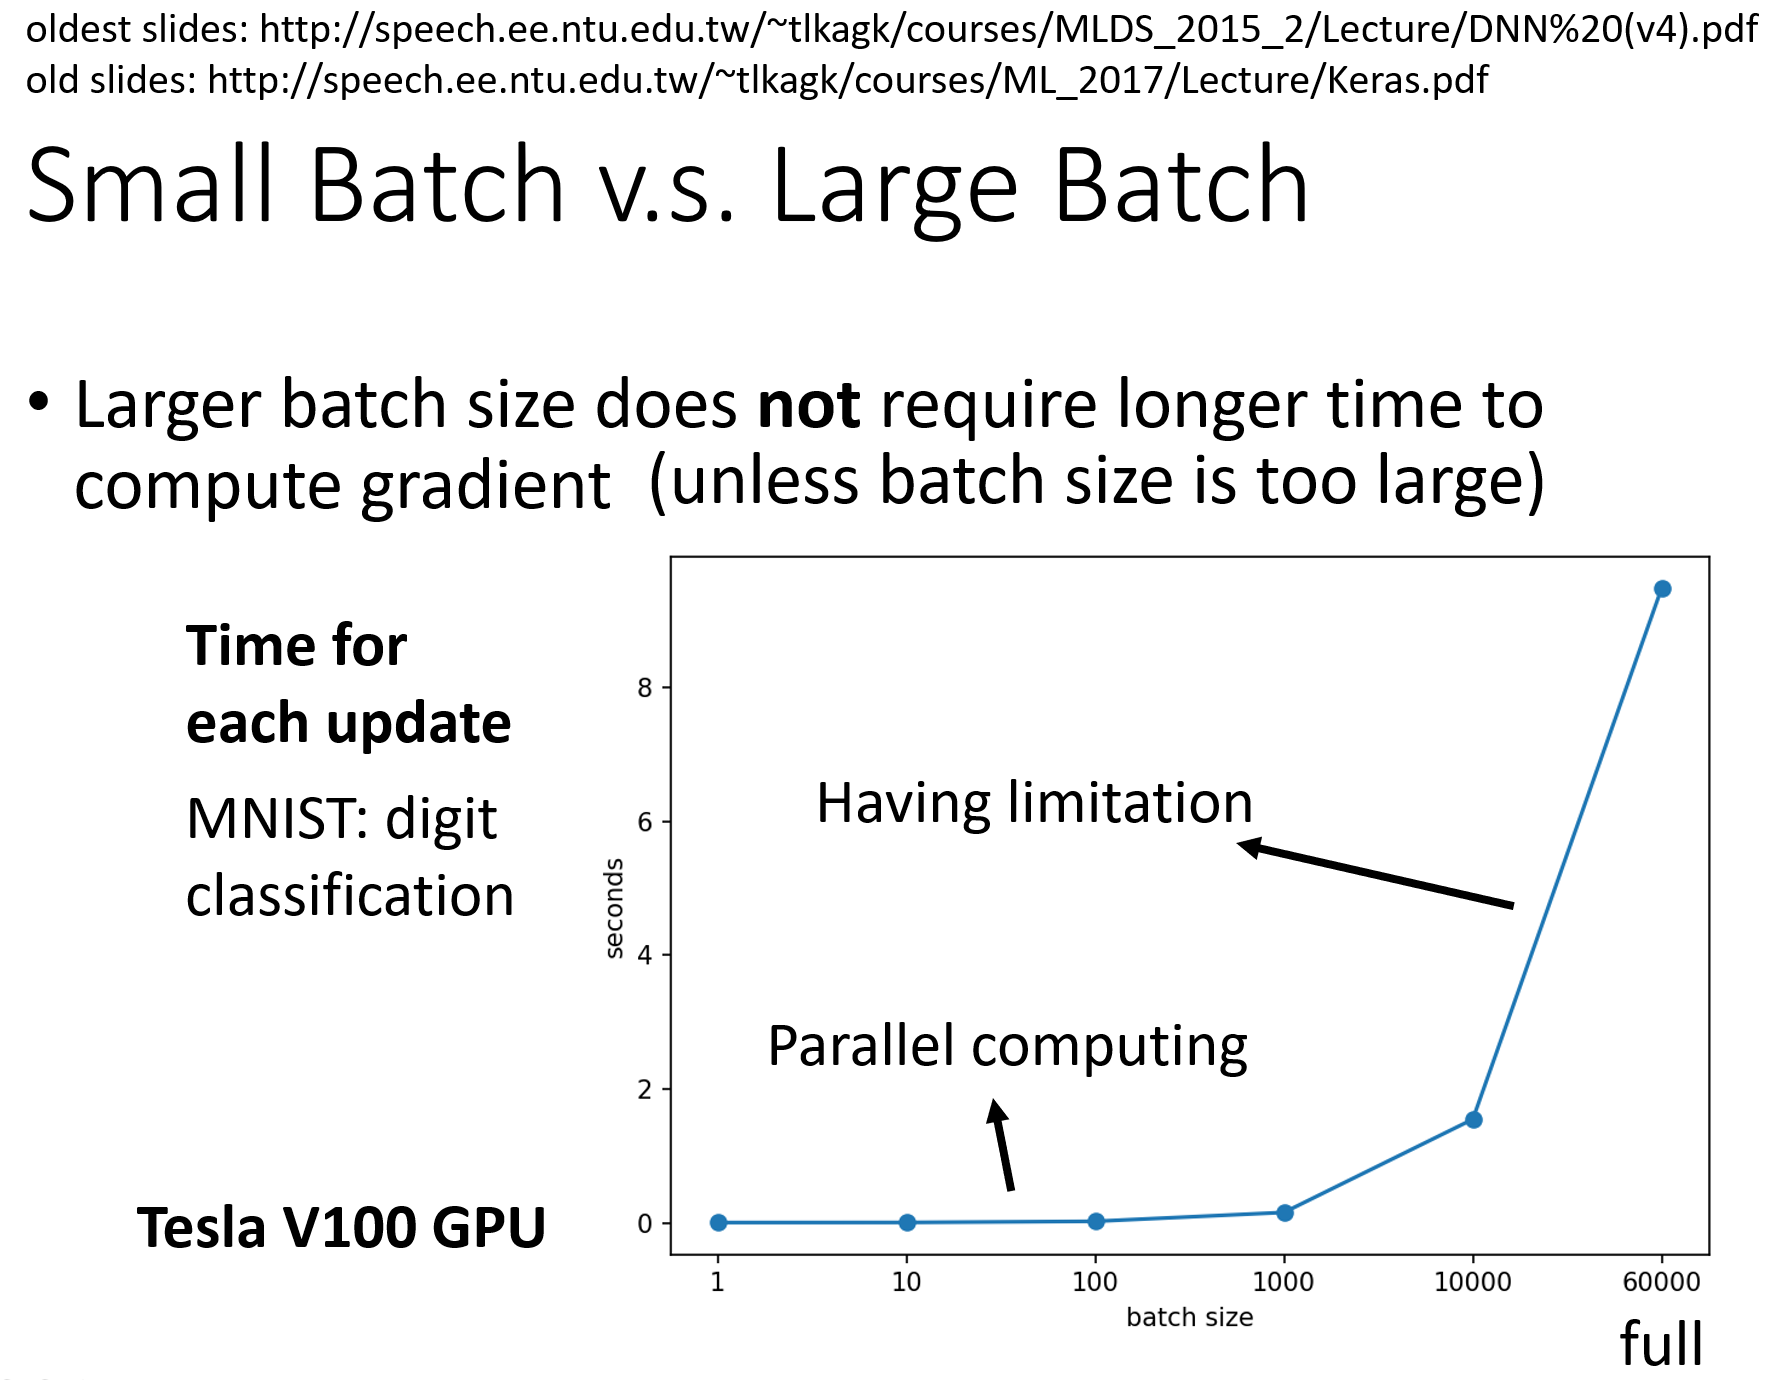 oldest slides: http://speech.ee.ntu.edu.tw/~tlkagk/courses/MLDS_2015_2/Lecture/DNN%20(v4).pdf
old slides: http://speech.ee.ntu.edu.tw/~tlkagk/courses/ML_2017/Lecture/Keras.pdf
Small Batch v.s. Large Batch
• Larger batch size does not require longer time to
compute gradient (unless batch size is too large)
Time for
each update
MNIST: digit
classification
Tesla V100 GPU
seconds
8
6
4
2
0
Having limitation
Parallel computing
1 10 100 1000 10000 60000
batch size
full